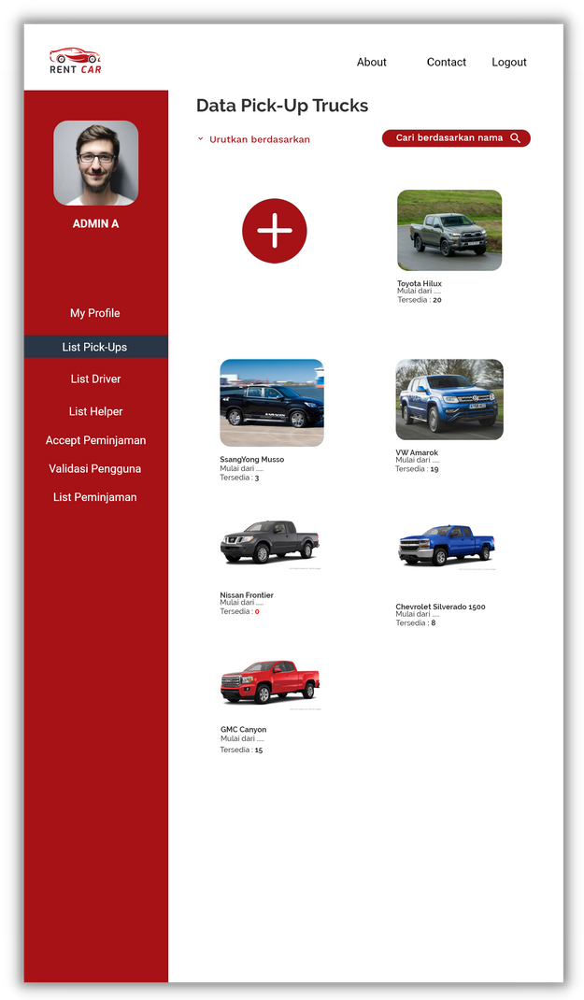 RENT CAR
About
Contact
Logout
ADMIN A
My Profile
List Pick-Ups
List Driver
List Helper
Accept Peminjaman
Validasi Pengguna
List Peminjaman
Data Pick-Up Trucks
Urutkan berdasarkan
Cari berdasarkan nama
Toyota Hilux
Mulai dari .....
Tersedia : 20
SsangYong Musso
Mulai dari .....
Tersedia : 3
VW Amarok
Mulai dari .....
Tersedia : 19
Nissan Frontier
Mulai dari .....
Tersedia : 0
Chevrolet Silverado 1500
Mulai dari .....
Tersedia : 8
GMC Canyon
Mulai dari .....
Tersedia : 15